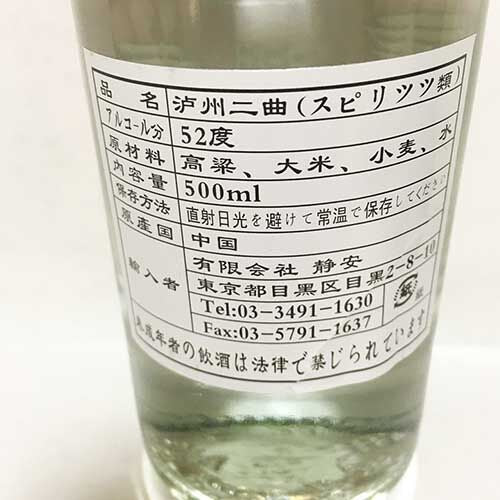 品名 泸州二曲(スピリッツ類)
アルコール分 52度
原材料 高粱、大米、小麦、水
内容量 500ml
保存方法 直射日光を避けて常温で保存してください
原産国 中国
輸入者 有限会社 静安
東京都目黒区目黒2-8-10
Tel:03-3491-1630
Fax:03-5791-1637
紙
未成年者の飲酒は法律で禁じられています